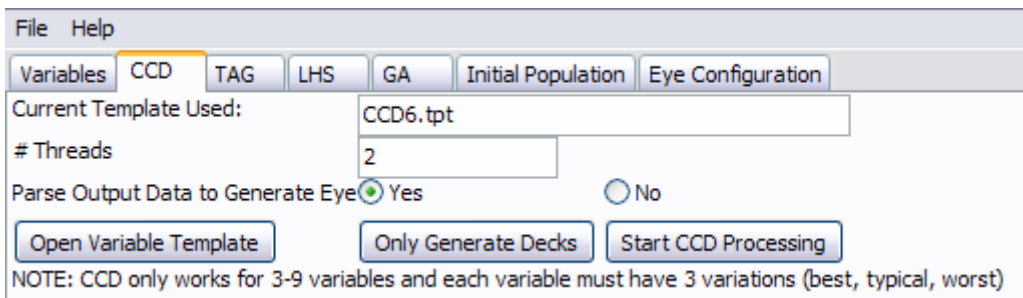 File Help
Variables CCD TAG LHS GA Initial Population Eye Configuration
Current Template Used: CCD6.tpt
# Threads 2
Parse Output Data to Generate Eye Yes No
Open Variable Template Only Generate Decks Start CCD Processing
NOTE: CCD only works for 3-9 variables and each variable must have 3 variations (best, typical, worst)